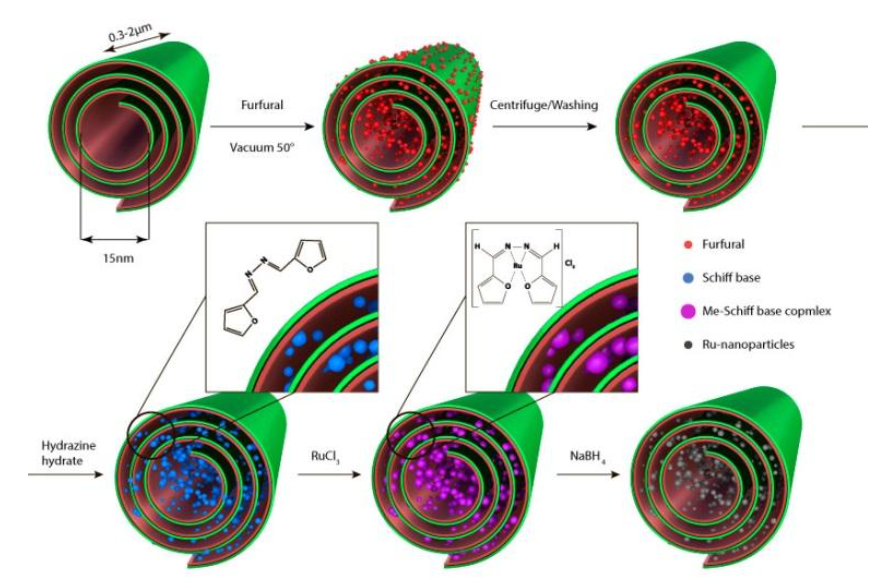 0.3-2μm
Furfural
Vacuum 50°
Centrifuge/Washing
15nm
N
N
O
O
H
N
N
H
Ru
O
O
Cl₃
Furfural
Schiff base
Me-Schiff base copmlex
Ru-nanoparticles
Hydrazine
hydrate
RuCl₃
NaBH₄